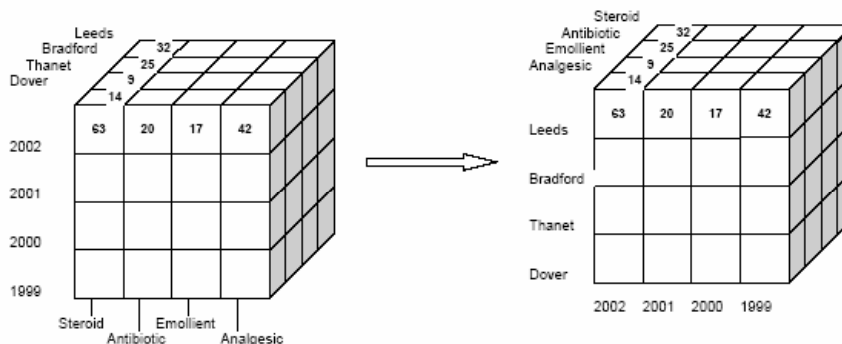 Leeds
Bradford
Thanet
Dover
32
25
9
14
63 20 17 42
2002
2001
2000
1999
Steroid
Antibiotic
Emollient
Analgesic
Steroid
Antibiotic
Emollient
Analgesic
32
25
9
14
63 20 17 42
Leeds
Bradford
Thanet
Dover
2002 2001 2000 1999